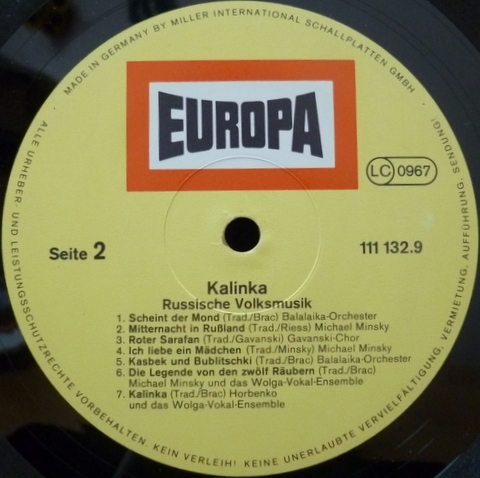 MADE IN GERMANY BY MILLER INTERNATIONAL SCHALLPLATTEN GMBH ·
EUROPA
LC 0967
Seite 2
111 132.9
Kalinka
Russische Volksmusik
1. Scheint der Mond (Trad./Brac) Balalaika-Orchester
2. Mitternacht in Rußland (Trad./Riess) Michael Minsky
3. Roter Sarafan (Trad./Gavanski) Gavanski-Chor
4. Ich liebe ein Mädchen (Trad./Minsky) Michael Minsky
5. Kasbek und Bublitschki (Trad./Brac) Balalaika-Orchester
6. Die Legende von den zwölf Räubern (Trad./Brac)
Michael Minsky und das Wolga-Vokal-Ensemble
7. Kalinka (Trad./Brac) Horbenko
und das Wolga-Vokal-Ensemble
ALLE URHEBER- UND LEISTUNGSSCHUTZRECHTE VORBEHALTEN. KEIN VERLEIH! KEINE UNERLAUBTE VERVIELFÄLTIGUNG, VERMIETUNG, AUFFÜHRUNG, SENDUNG!